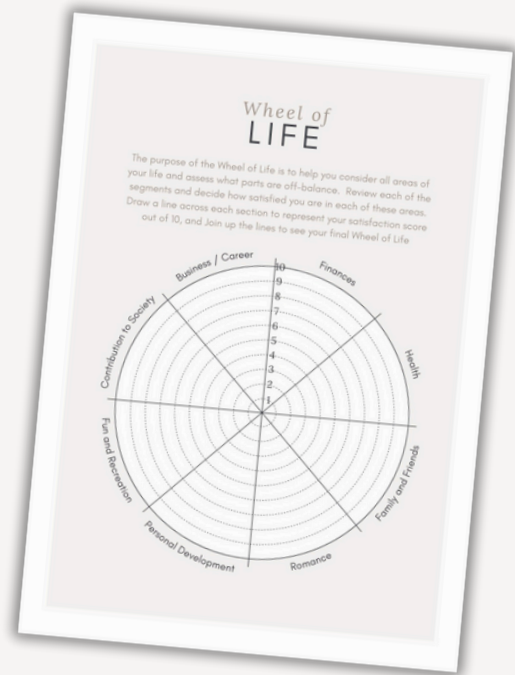 Wheel of
LIFE
The purpose of the Wheel of Life is to help you consider all areas of
your life and assess what parts are off-balance. Review each of the
segments and decide how satisfied you are in each of these areas.
Draw a line across each section to represent your satisfaction score
out of 10, and Join up the lines to see your final Wheel of Life
Business / Career
Finances
Health
Family and Friends
Romance
Personal Development
Fun and Recreation
Contribution to Society
10
9
8
7
6
5
4
3
2
1